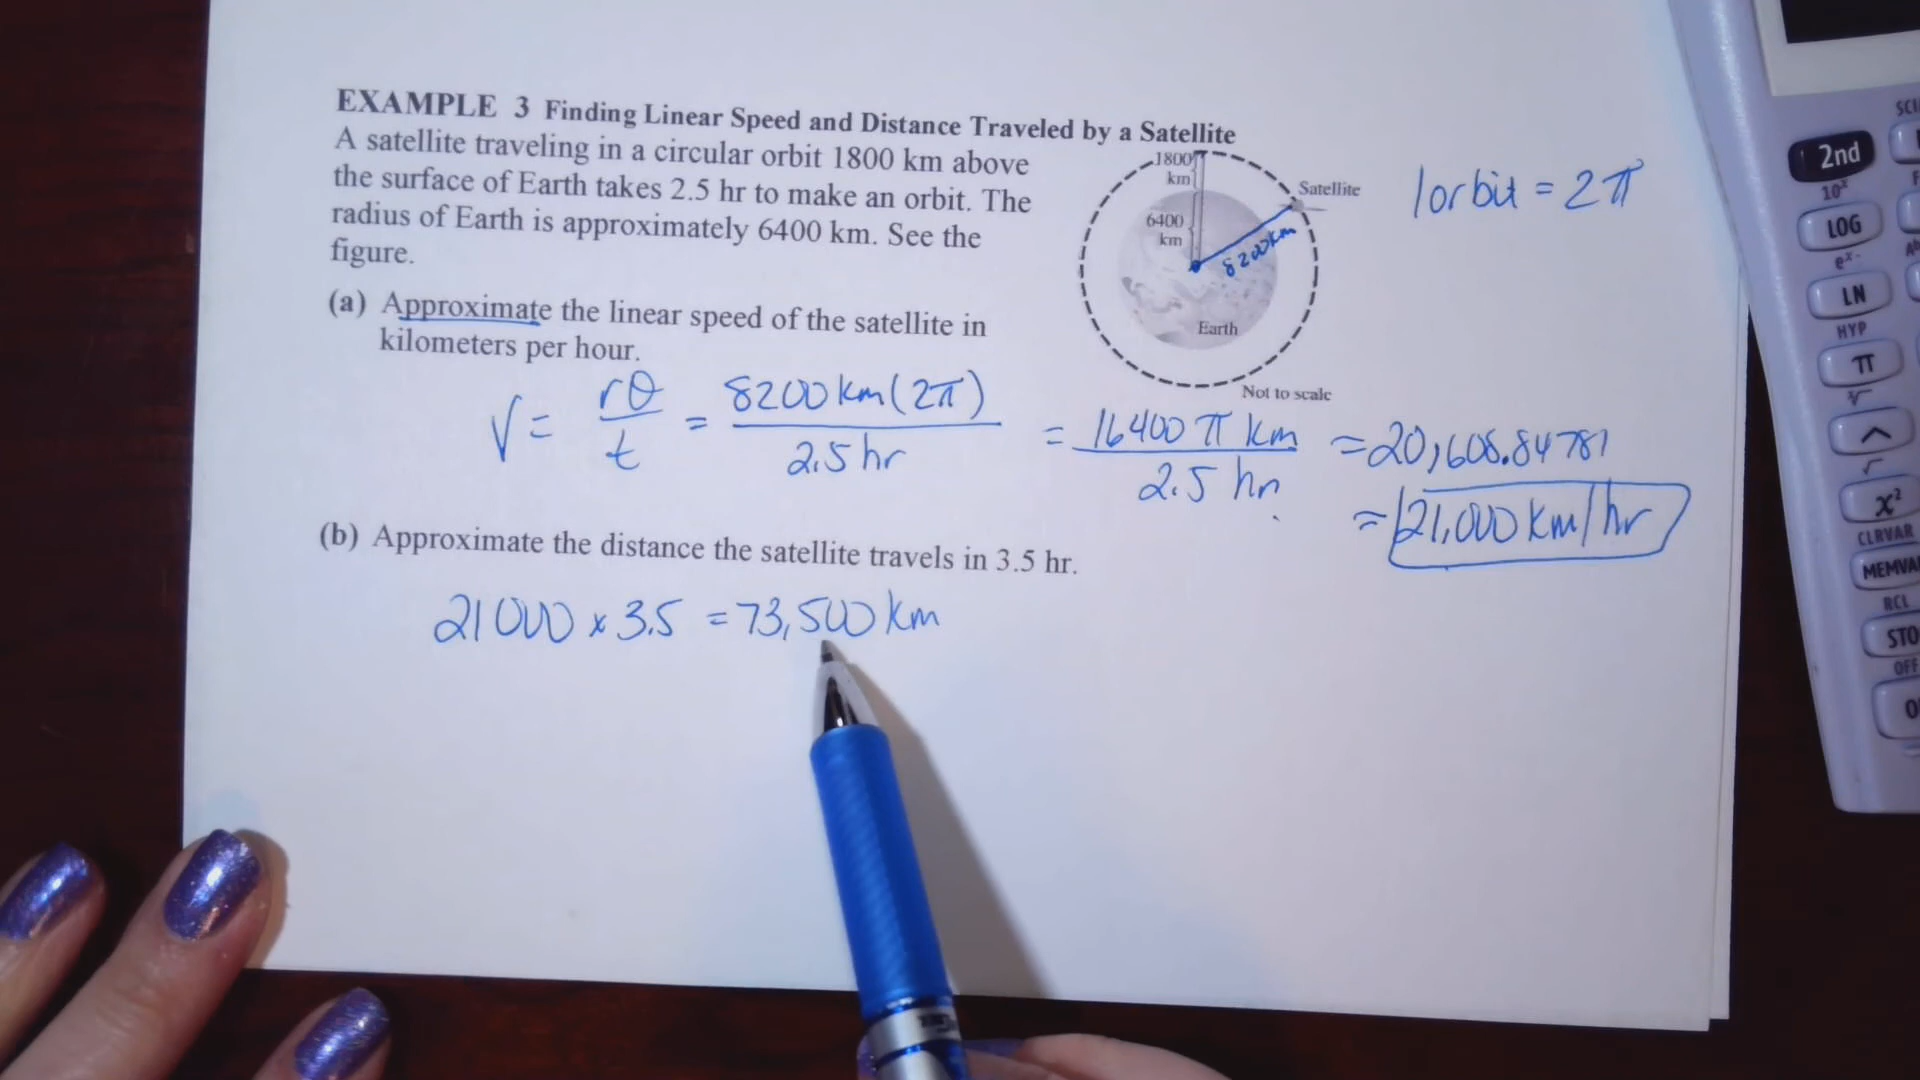 EXAMPLE 3 Finding Linear Speed and Distance Traveled by a Satellite
A satellite traveling in a circular orbit 1800 km above
the surface of Earth takes 2.5 hr to make an orbit. The
radius of Earth is approximately 6400 km. See the
figure.
1800
km
6400
km
Satellite
8200km
Earth
Not to scale
1orbit = 2π
(a) Approximate the linear speed of the satellite in
kilometers per hour.
V = rθ/t = 8200km(2π)/2.5hr = 16400π km/2.5 hr = 20,608.84781
= 21,000 km/hr
(b) Approximate the distance the satellite travels in 3.5 hr.
21000 x 3.5 = 73,500 km
2nd
10ˣ
LOG
eˣ
LN
HYP
π
√
^
√
x²
CLRVAR
RCL
OFF